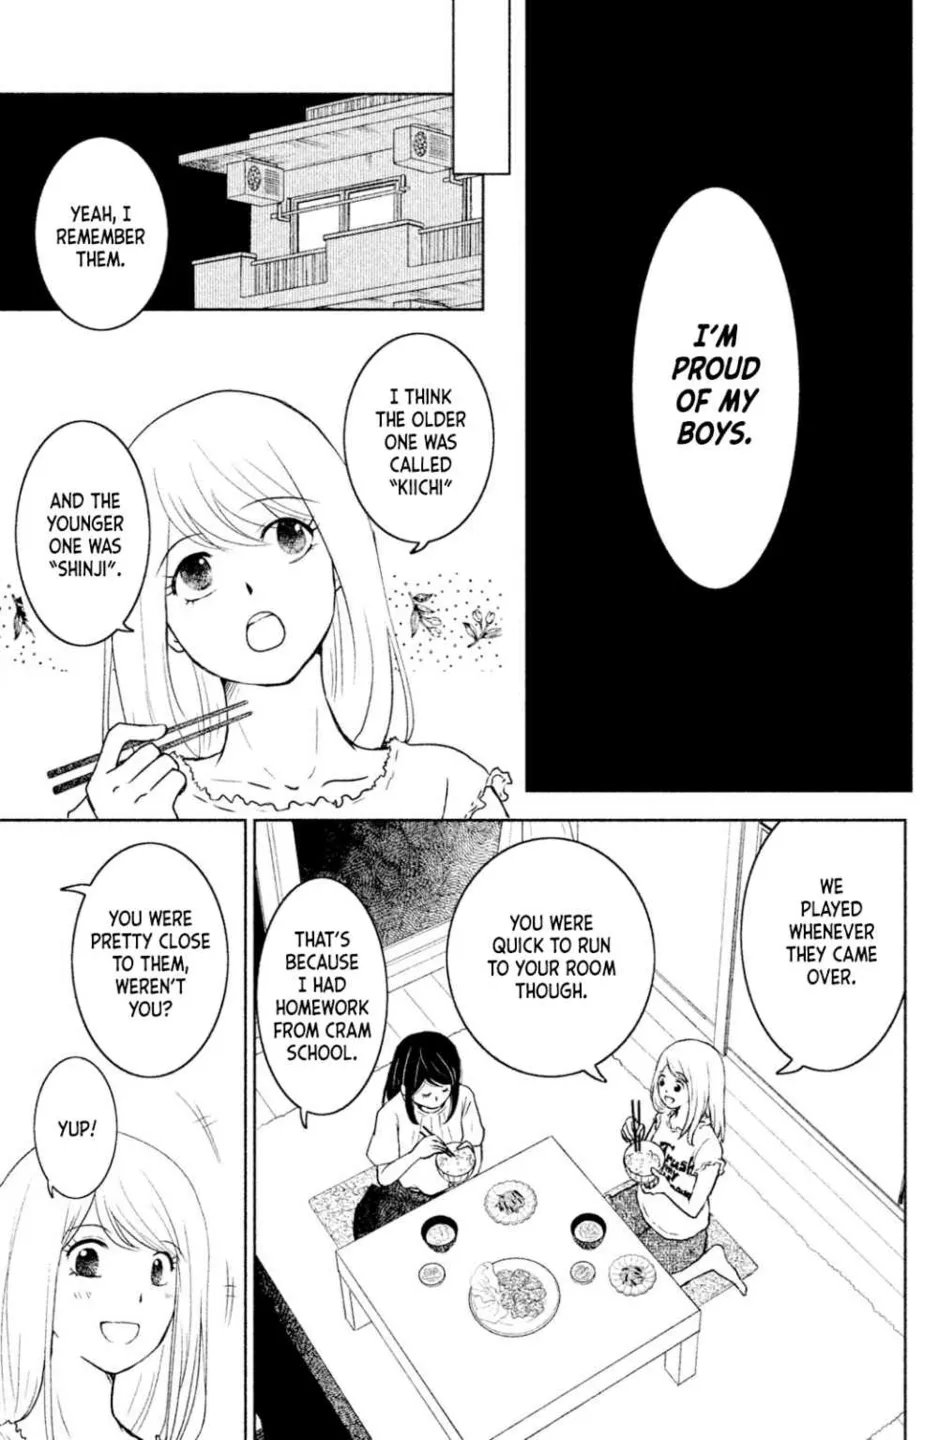 I'M
PROUD
OF MY
BOYS.
YEAH, I
REMEMBER
THEM.
I THINK
THE OLDER
ONE WAS
CALLED
"KIICHI"
AND THE
YOUNGER
ONE WAS
"SHINJI".
WE
PLAYED
WHENEVER
THEY CAME
OVER.
YOU WERE
QUICK TO RUN
TO YOUR ROOM
THOUGH.
THAT'S
BECAUSE
I HAD
HOMEWORK
FROM CRAM
SCHOOL.
YOU WERE
PRETTY CLOSE
TO THEM,
WEREN'T
YOU?
YUP!